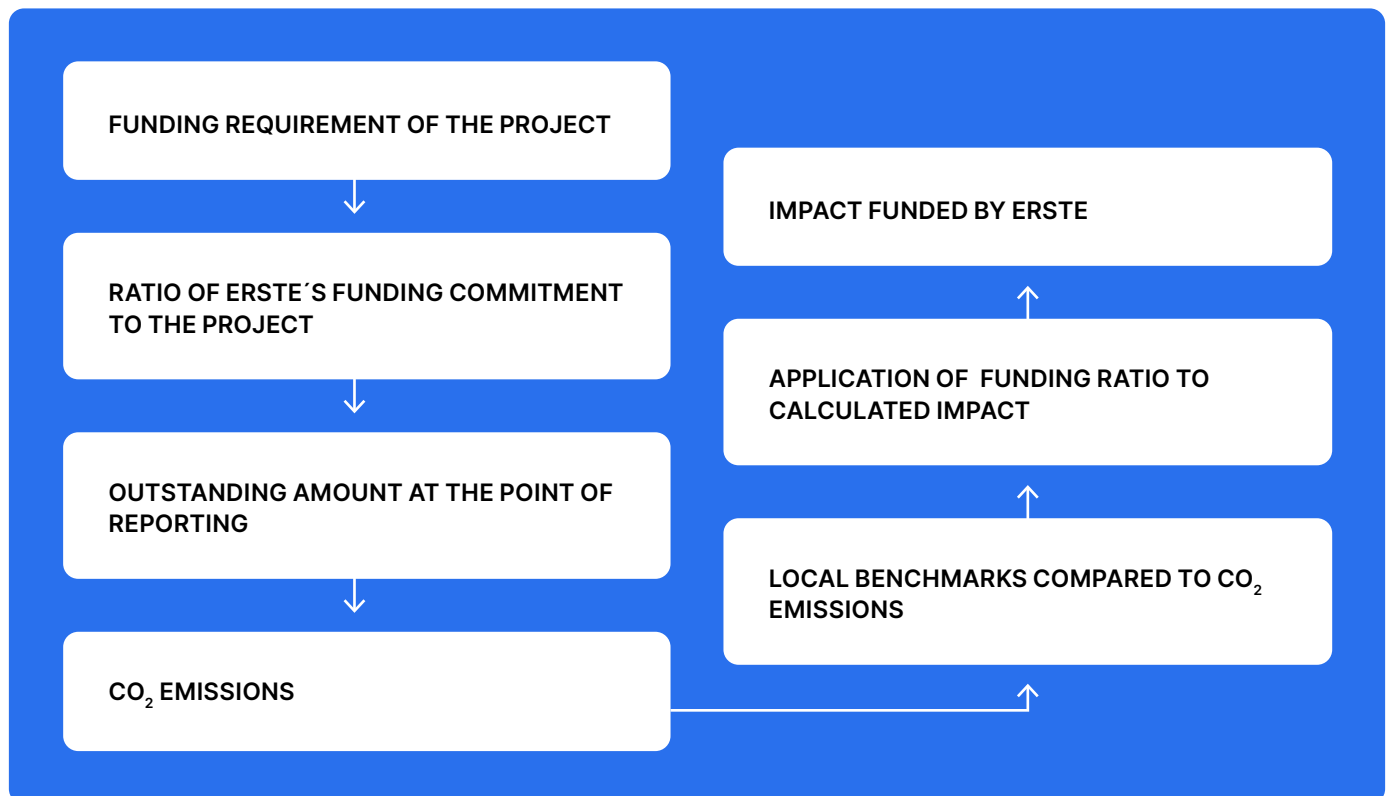 FUNDING REQUIREMENT OF THE PROJECT
RATIO OF ERSTE´S FUNDING COMMITMENT
TO THE PROJECT
OUTSTANDING AMOUNT AT THE POINT OF
REPORTING
CO₂ EMISSIONS
LOCAL BENCHMARKS COMPARED TO CO₂
EMISSIONS
APPLICATION OF  FUNDING RATIO TO
CALCULATED IMPACT
IMPACT FUNDED BY ERSTE